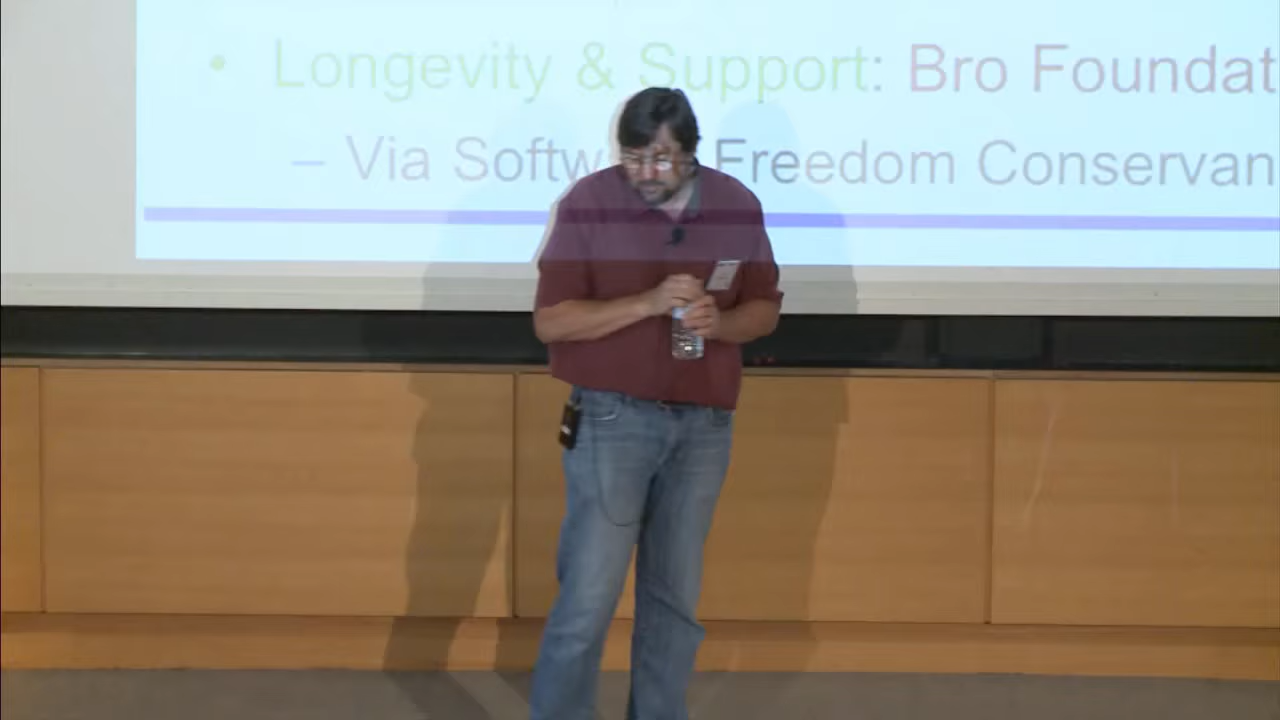 • Longevity & Support: Bro Foundat
– Via Softw Freedom Conservan